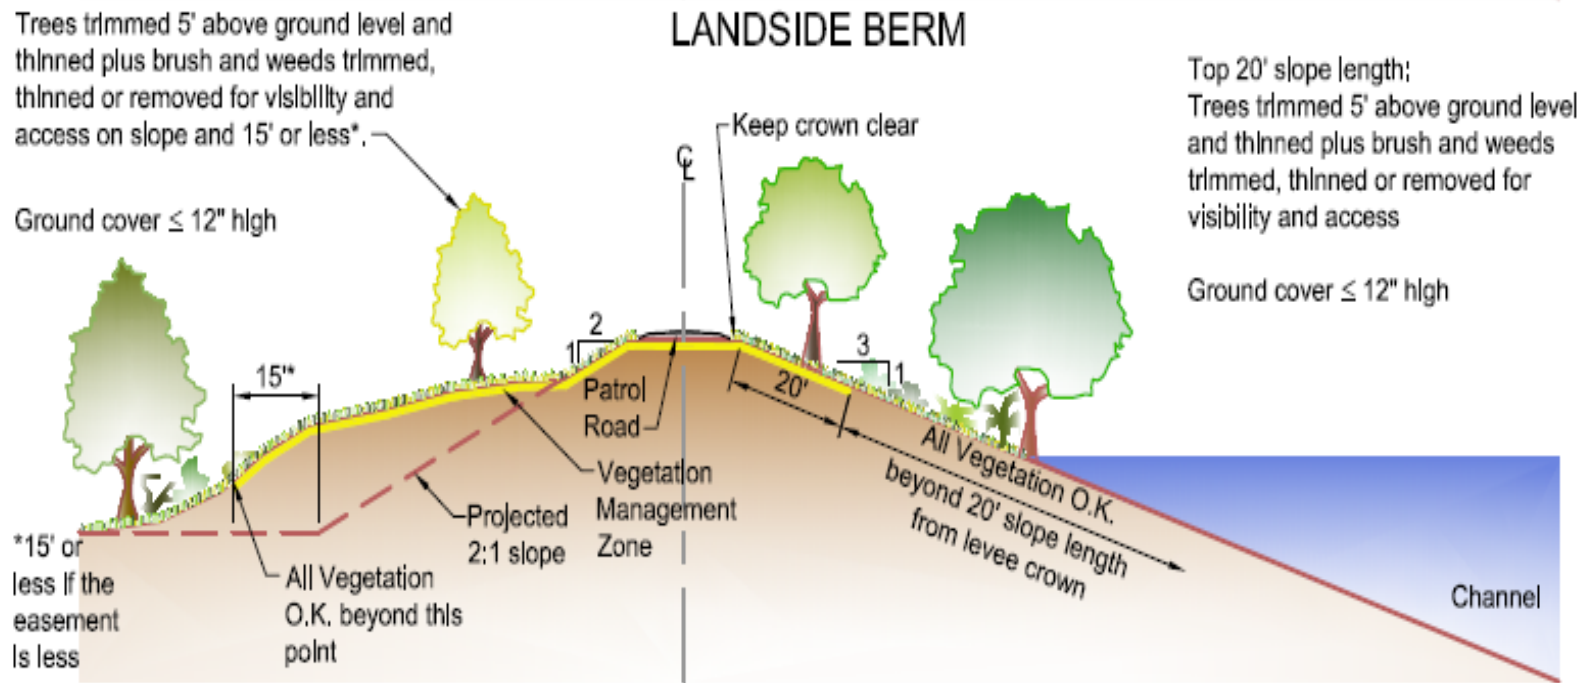 LANDSIDE BERM
Trees trimmed 5' above ground level and
thinned plus brush and weeds trimmed,
thinned or removed for visibility and
access on slope and 15' or less*.
Ground cover ≤ 12" high
Top 20' slope length:
Trees trimmed 5' above ground level
and thinned plus brush and weeds
trimmed, thinned or removed for
visibility and access
Ground cover ≤ 12" high
Keep crown clear
℄
2
1
3
1
15'*
20'
Patrol
Road
Vegetation
Management
Zone
Projected
2:1 slope
All Vegetation O.K.
beyond 20' slope length
from levee crown
*15' or
less if the
easement
is less
All Vegetation
O.K. beyond this
point
Channel